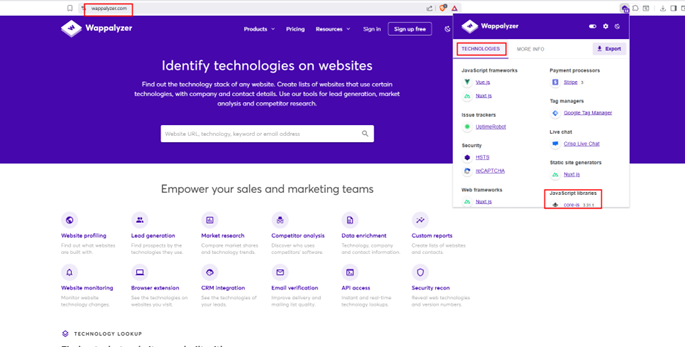 wappalyzer.com
Wappalyzer
Products
Pricing
Resources
Sign in
Sign up free
Identify technologies on websites
Find out the technology stack of any website. Create lists of websites that use certain
technologies, with company and contact details. Use our tools for lead generation, market
analysis and competitor research.
Website URL, technology, keyword or email address
Wappalyzer
TECHNOLOGIES
MORE INFO
Export
JavaScript frameworks
Vue.js
Nuxt.js
Issue trackers
UptimeRobot
Security
HSTS
reCAPTCHA
Web frameworks
Nuxt.js
Payment processors
Stripe 3
Tag managers
Google Tag Manager
Live chat
Crisp Live Chat
Static site generators
Nuxt.js
JavaScript libraries
core-js
Empower your sales and marketing teams
Website profiling
Find out what websites
are built with.
Lead generation
Find prospects by the
technologies they use.
Market research
Compare market shares
and technology trends.
Competitor analysis
Discover who uses
competitors' software.
Data enrichment
Technology, company
and contact information.
Custom reports
Create lists of websites
and contacts.
Website monitoring
Monitor website
technology changes.
Browser extension
See the technologies on
websites you visit.
CRM integration
See the technologies of
your leads.
Email verification
Improve delivery and
mailing list quality.
API access
Instant and real-time
technology lookups.
Security recon
Reveal web technologies
and version numbers.
TECHNOLOGY LOOKUP